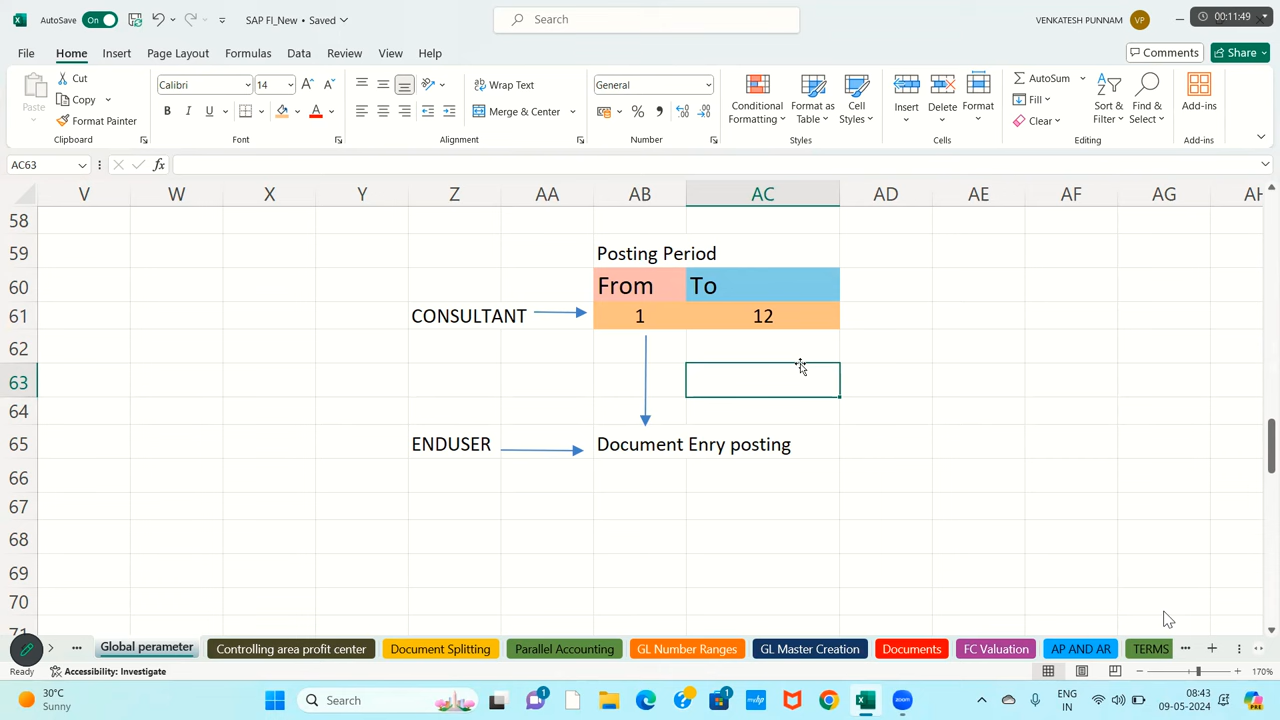 AutoSave On SAP FI_New • Saved Search VENKATESH PUNNAM VP 00:11:49
File Home Insert Page Layout Formulas Data Review View Help Comments Share
Paste Cut Copy Format Painter Clipboard
Calibri 14 A A B I U A Font
Wrap Text Merge & Center Alignment
General % , Number
Conditional Formatting Format as Table Cell Styles Styles
Insert Delete Format Cells
AutoSum Fill Clear Sort & Filter Find & Select Editing
Add-ins Add-ins
AC63 fx
V W X Y Z AA AB AC AD AE AF AG AH
58
59 Posting Period
60 From To
61 CONSULTANT 1 12
62
63
64
65 ENDUSER Document Enry posting
66
67
68
69
70
71
Global perameter Controlling area profit center Document Splitting Parallel Accounting GL Number Ranges GL Master Creation Documents FC Valuation AP AND AR TERMS
Ready Accessibility: Investigate 170%
30°C
Sunny
Search
ENG
IN
08:43
09-05-2024